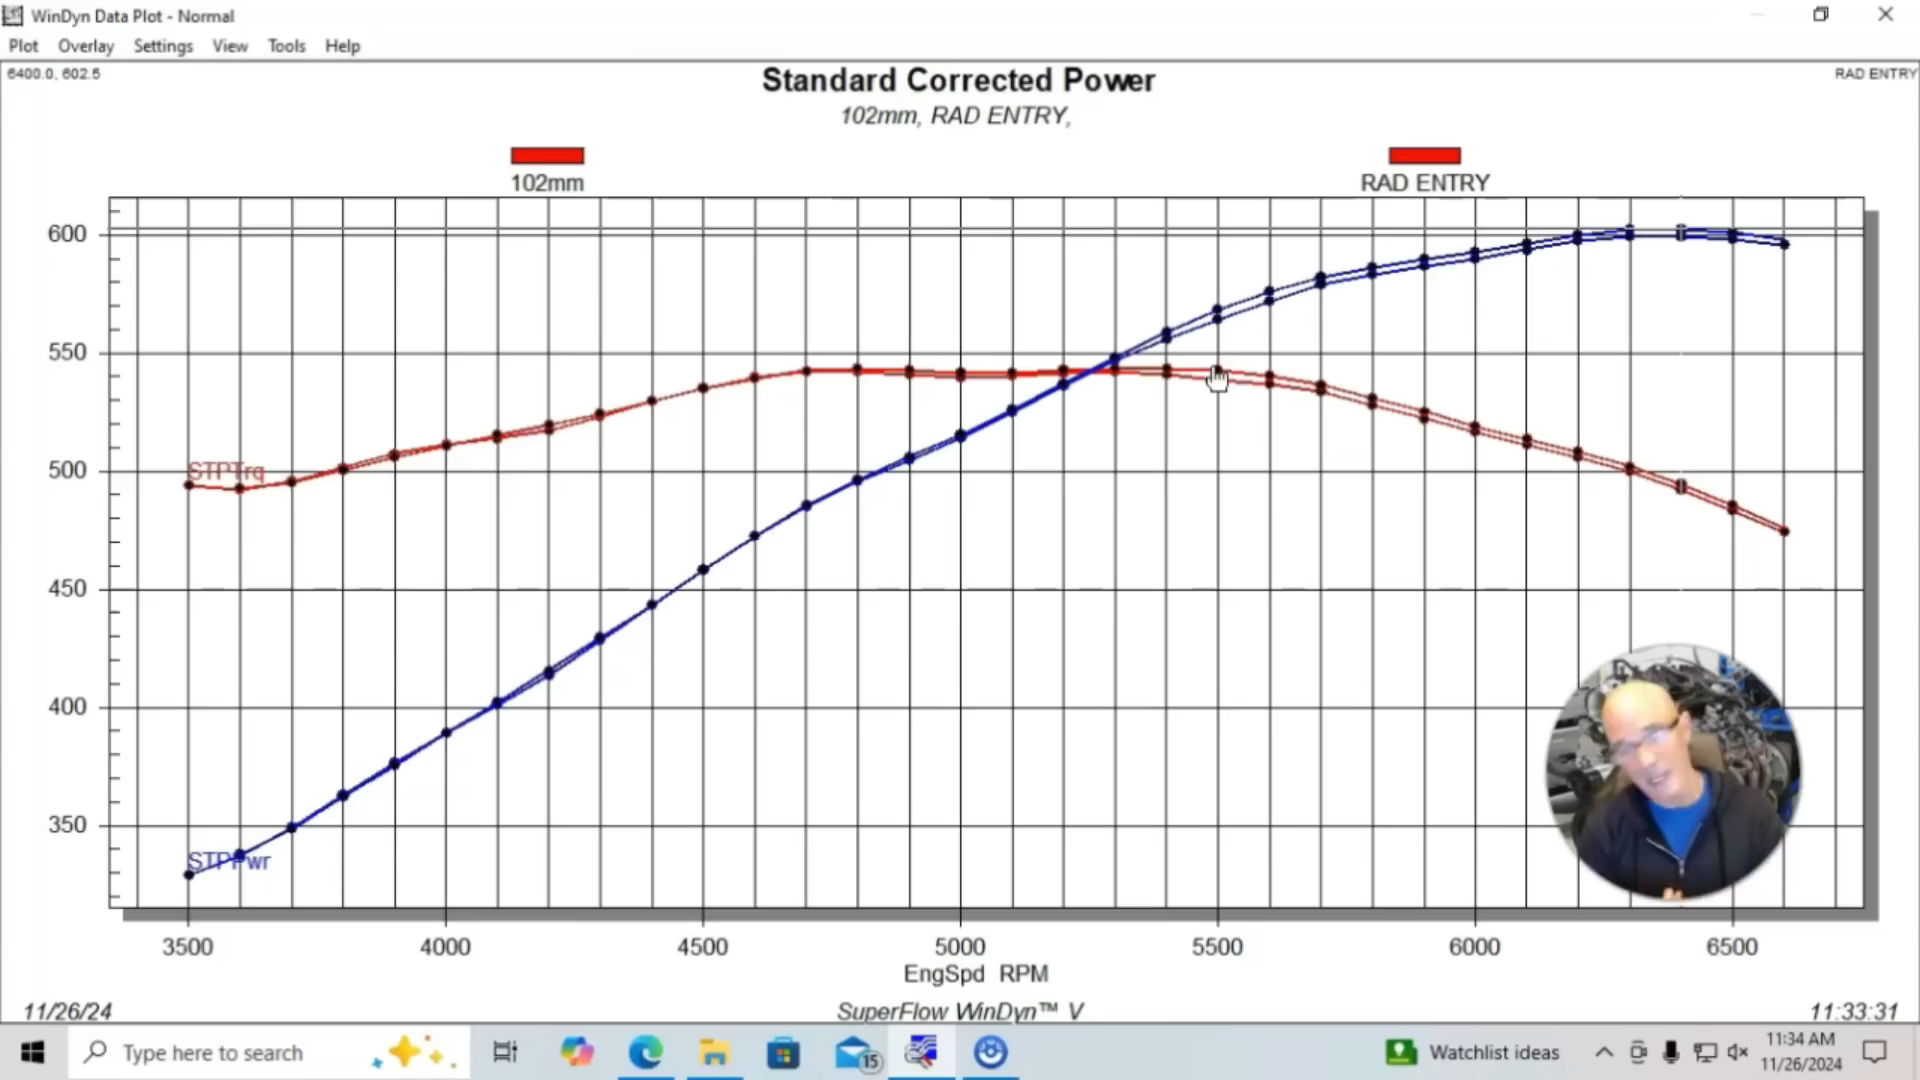 WinDyn Data Plot - Normal
Plot Overlay Settings View Tools Help
6400.0, 602.5
RAD ENTRY
Standard Corrected Power
102mm, RAD ENTRY,
102mm
RAD ENTRY
600
550
500
450
400
350
STPTrq
STPPwr
3500 4000 4500 5000 5500 6000 6500
EngSpd RPM
11/26/24
SuperFlow WinDyn™ V
11:33:31
Type here to search
15
Watchlist ideas
11:34 AM
11/26/2024